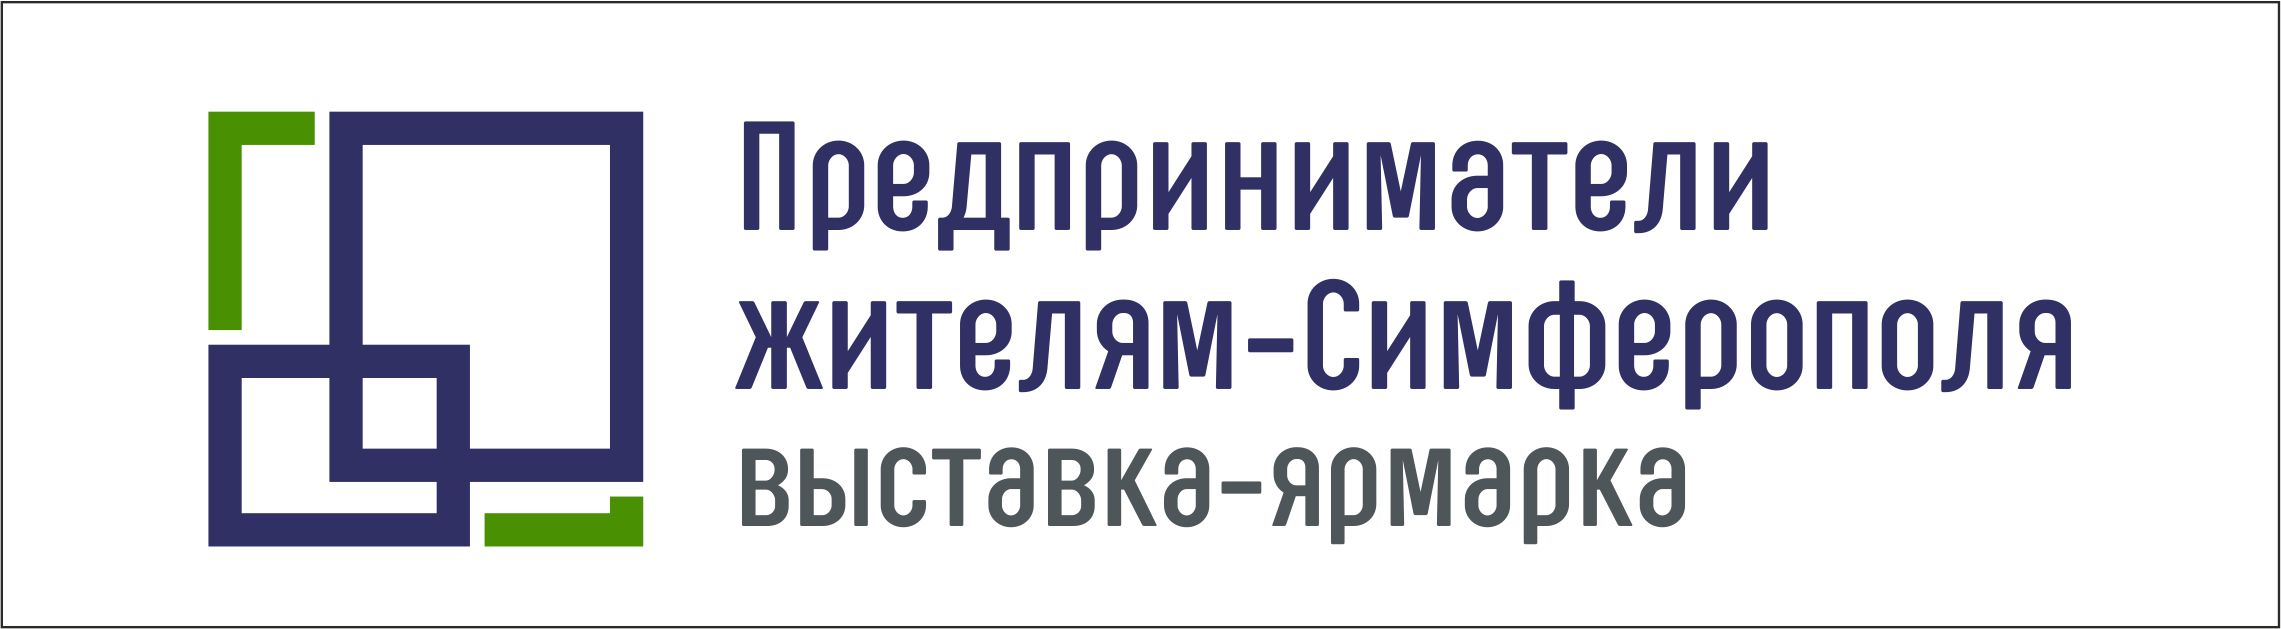 Предприниматели
жителям-Симферополя
выставка-ярмарка